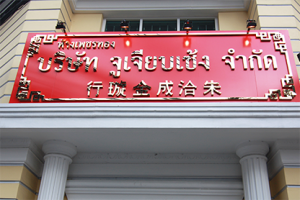 ห้างเพชรทอง
บริษัท จูเจียบเซ้ง จำกัด
行珹金成治朱